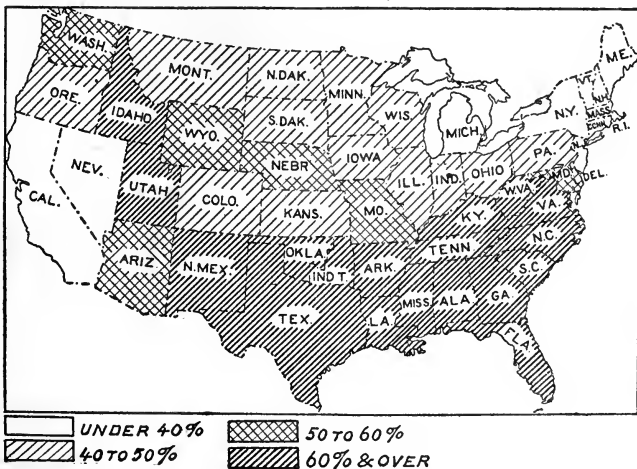 WASH.
MONT.
N.DAK.
MINN.
ME.
VT.
N.H.
ORE.
IDAHO
WYO.
S.DAK.
WIS.
MICH.
N.Y.
MASS.
CONN.
R.I.
NEV.
CAL.
UTAH
COLO.
NEBR.
IOWA
ILL.
IND.
OHIO
PA.
N.J.
MD.
DEL.
KANS.
MO.
KY.
W.VA.
VA.
ARIZ.
N.MEX.
OKLA.
IND T.
ARK.
TENN.
N.C.
S.C.
TEX.
LA.
MISS.
ALA.
GA.
FLA.
UNDER 40%
50 TO 60%
40 TO 50%
60% & OVER